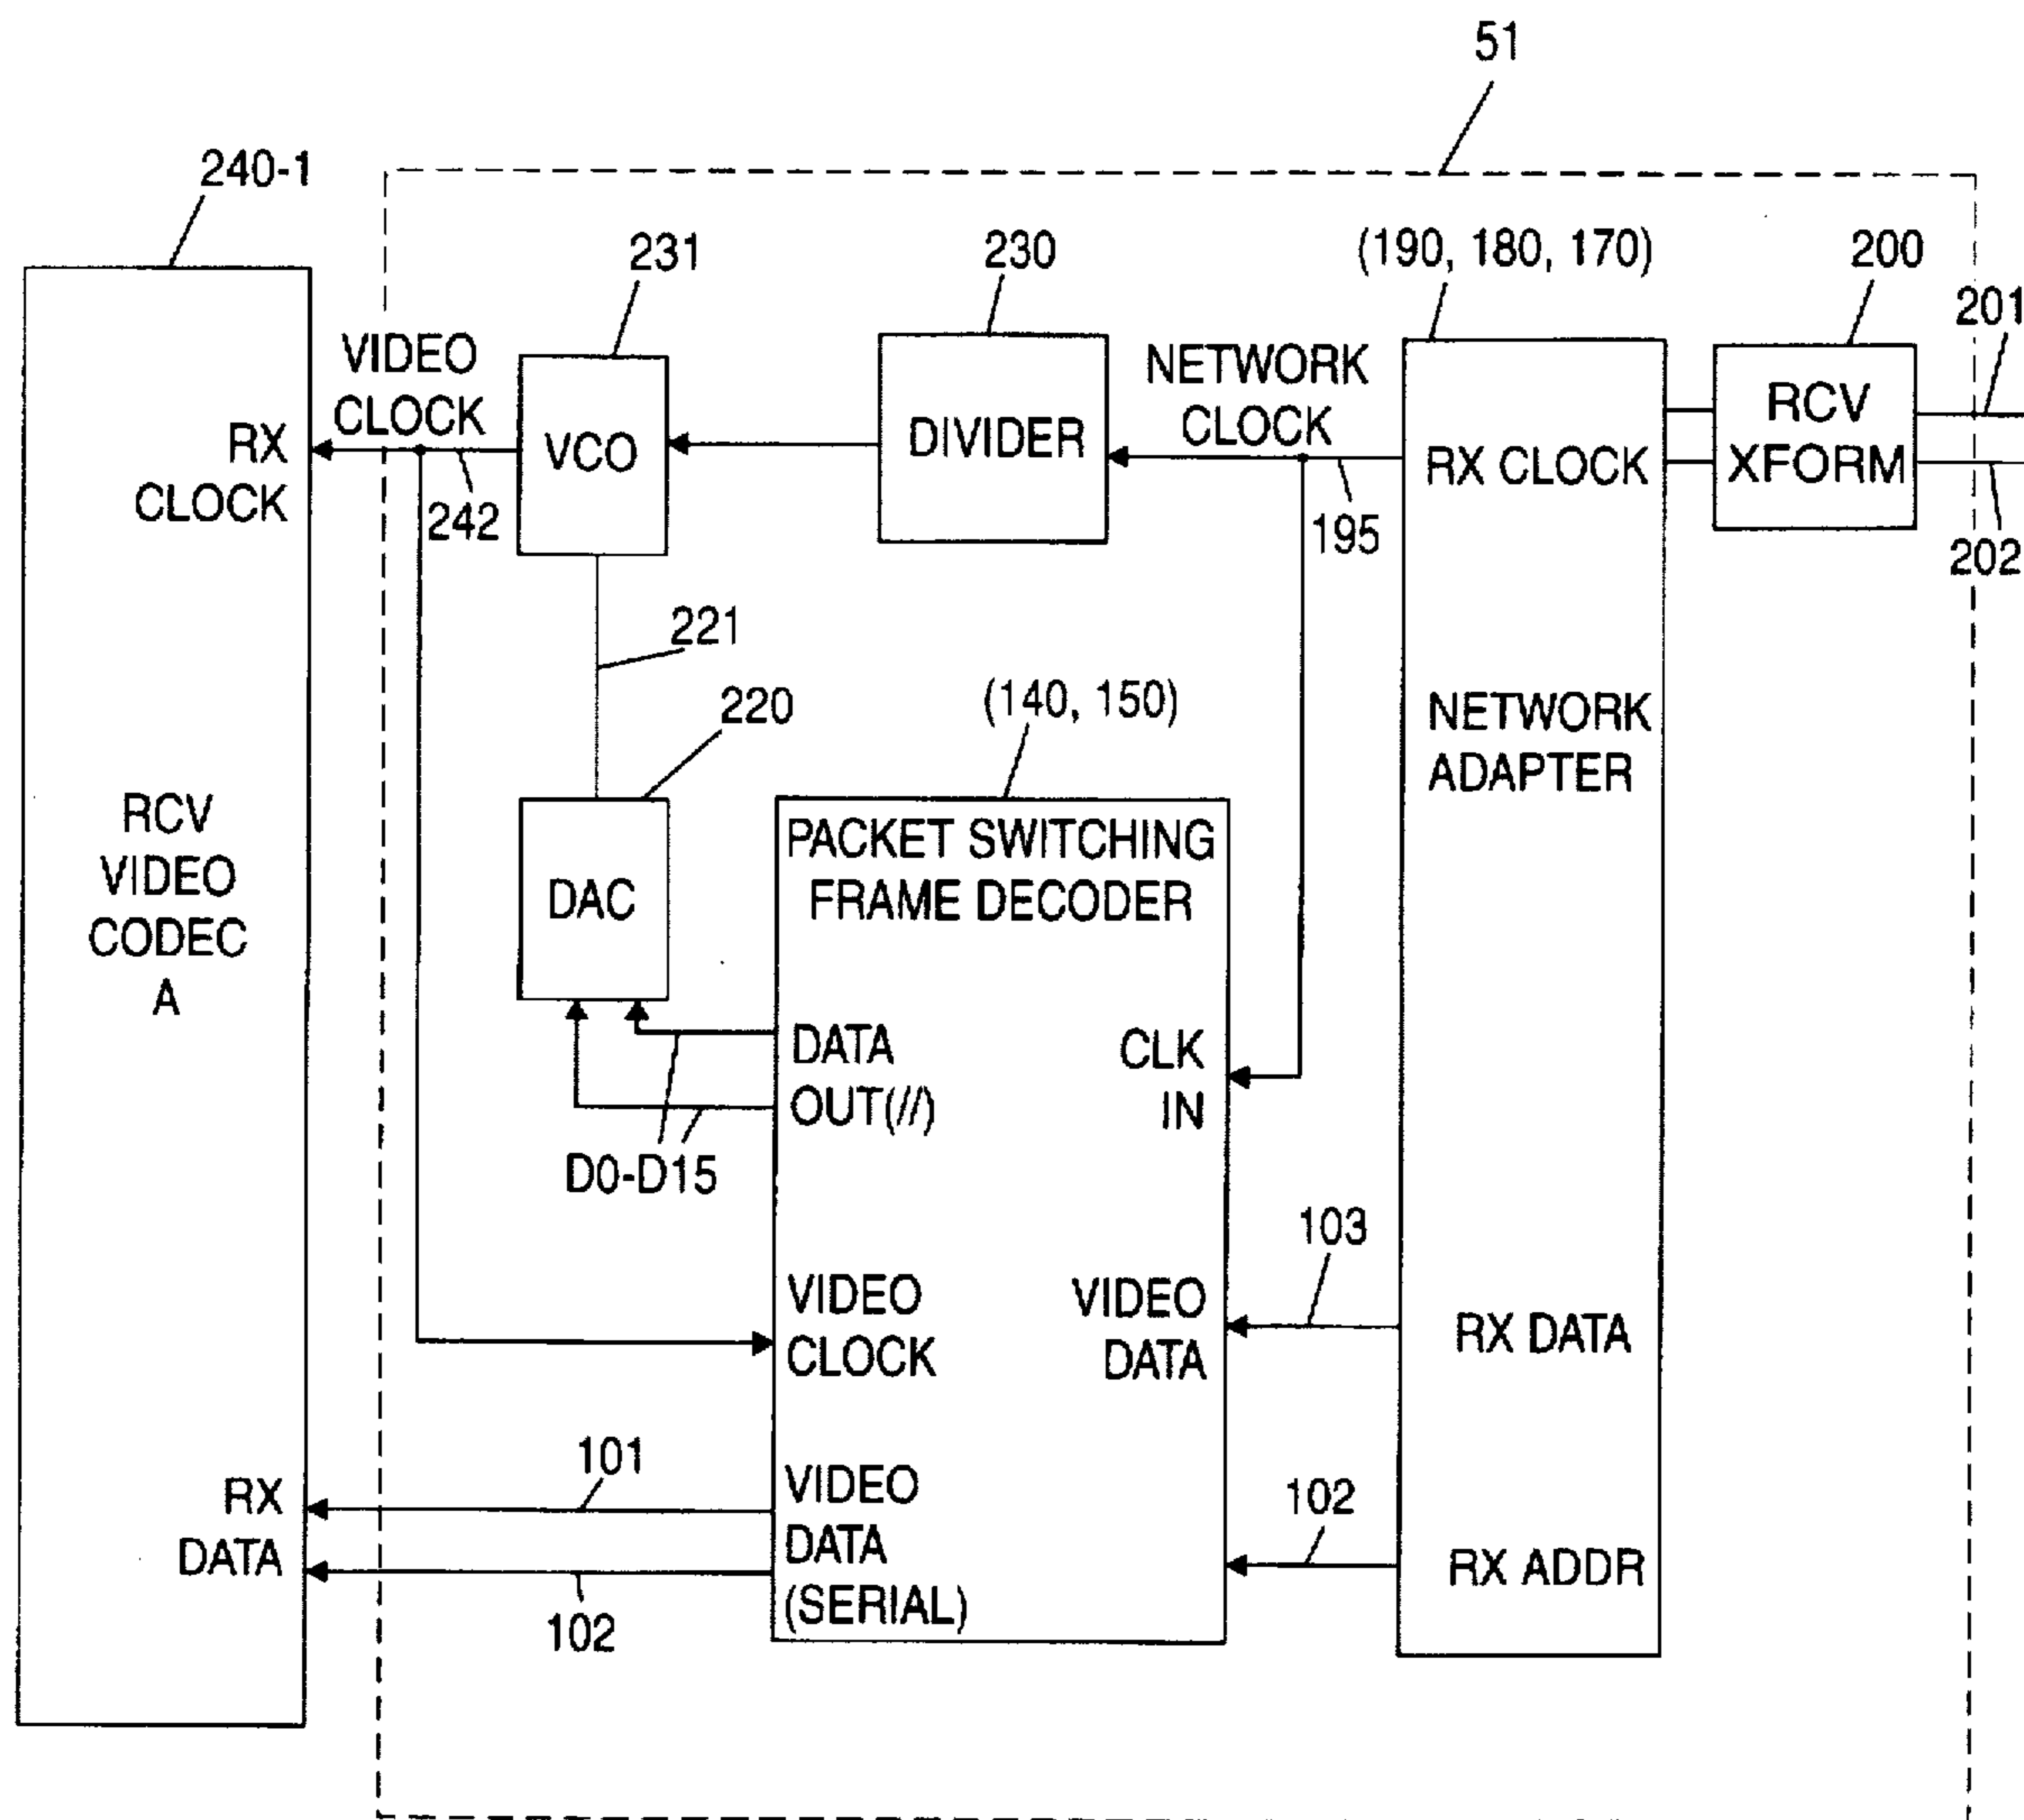 51
240-1
231
230
(190, 180, 170)
200
201
VIDEO
CLOCK
NETWORK
CLOCK
RX
CLOCK
VCO
DIVIDER
RX CLOCK
RCV
XFORM
242
195
202
221
220
(140, 150)
NETWORK
ADAPTER
RCV
VIDEO
CODEC
A
DAC
PACKET SWITCHING
FRAME DECODER
DATA
OUT(//)
CLK
IN
D0-D15
103
VIDEO
CLOCK
VIDEO
DATA
RX DATA
101
102
RX
DATA
VIDEO
DATA
(SERIAL)
RX ADDR
102